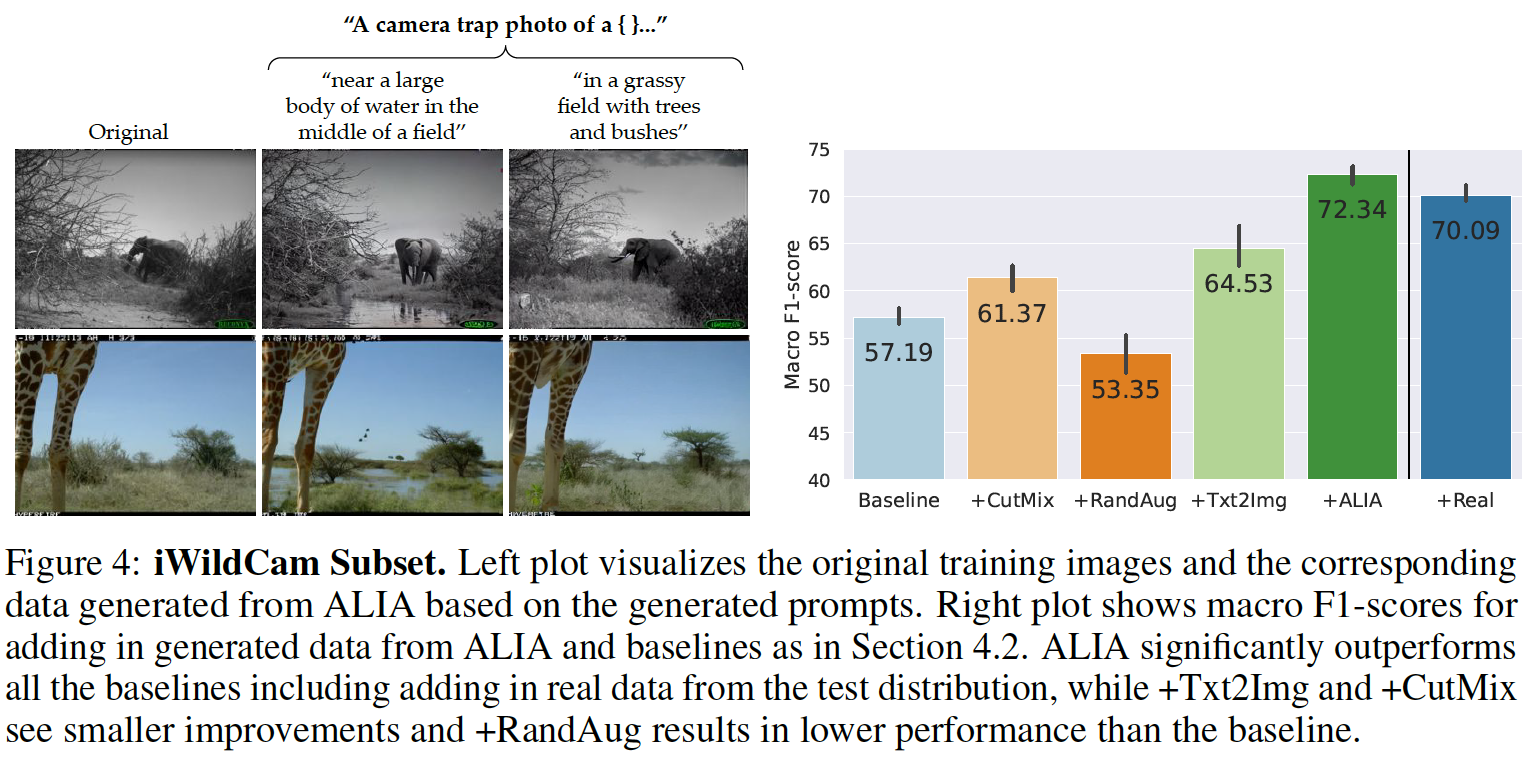 “A camera trap photo of a { }...”
“near a large
body of water in the
middle of a field”
“in a grassy
field with trees
and bushes”
Original
75
70
65
60
55
50
45
40
Macro F1-score
57.19
61.37
53.35
64.53
72.34
70.09
Baseline
+CutMix
+RandAug
+Txt2Img
+ALIA
+Real
Figure 4: iWildCam Subset. Left plot visualizes the original training images and the corresponding
data generated from ALIA based on the generated prompts. Right plot shows macro F1-scores for
adding in generated data from ALIA and baselines as in Section 4.2. ALIA significantly outperforms
all the baselines including adding in real data from the test distribution, while +Txt2Img and +CutMix
see smaller improvements and +RandAug results in lower performance than the baseline.